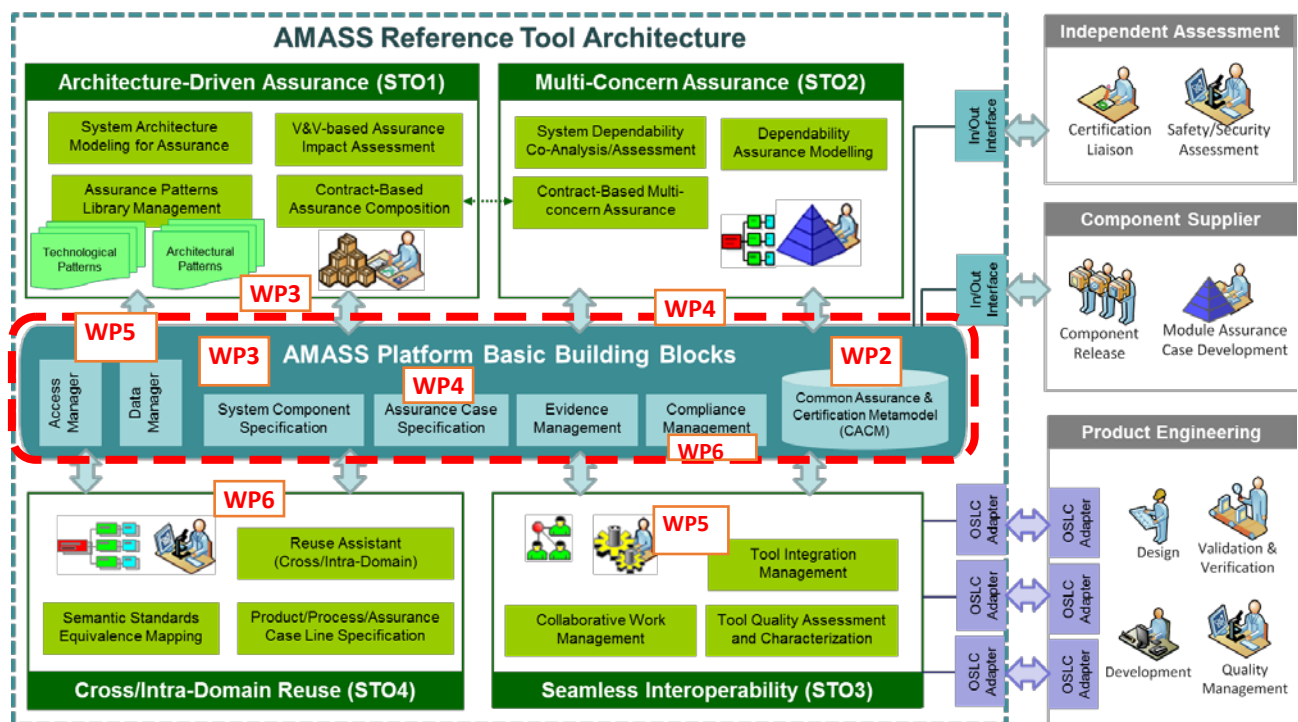 AMASS Reference Tool Architecture
Architecture-Driven Assurance (STO1)
System Architecture
Modeling for Assurance
V&V-based Assurance
Impact Assessment
Assurance Patterns
Library Management
Contract-Based
Assurance Composition
Technological
Patterns
Architectural
Patterns
WP3
Multi-Concern Assurance (STO2)
System Dependability
Co-Analysis/Assessment
Dependability
Assurance Modelling
Contract-Based Multi-
concern Assurance
WP4
In/Out
Interface
In/Out
Interface
Independent Assessment
Certification
Liaison
Safety/Security
Assessment
Component Supplier
Component
Release
Module Assurance
Case Development
WP5
WP3
AMASS Platform Basic Building Blocks
WP4
WP2
Access
Manager
Data
Manager
System Component
Specification
Assurance Case
Specification
Evidence
Management
Compliance
Management
WP6
Common Assurance &
Certification Metamodel
(CACM)
WP6
Reuse Assistant
(Cross/Intra-Domain)
Semantic Standards
Equivalence Mapping
Product/Process/Assurance
Case Line Specification
Cross/Intra-Domain Reuse (STO4)
WP5
Tool Integration
Management
Collaborative Work
Management
Tool Quality Assessment
and Characterization
Seamless Interoperability (STO3)
OSLC
Adapter
OSLC
Adapter
OSLC
Adapter
OSLC
Adapter
OSLC
Adapter
OSLC
Adapter
Product Engineering
Design
Validation &
Verification
Development
Quality
Management